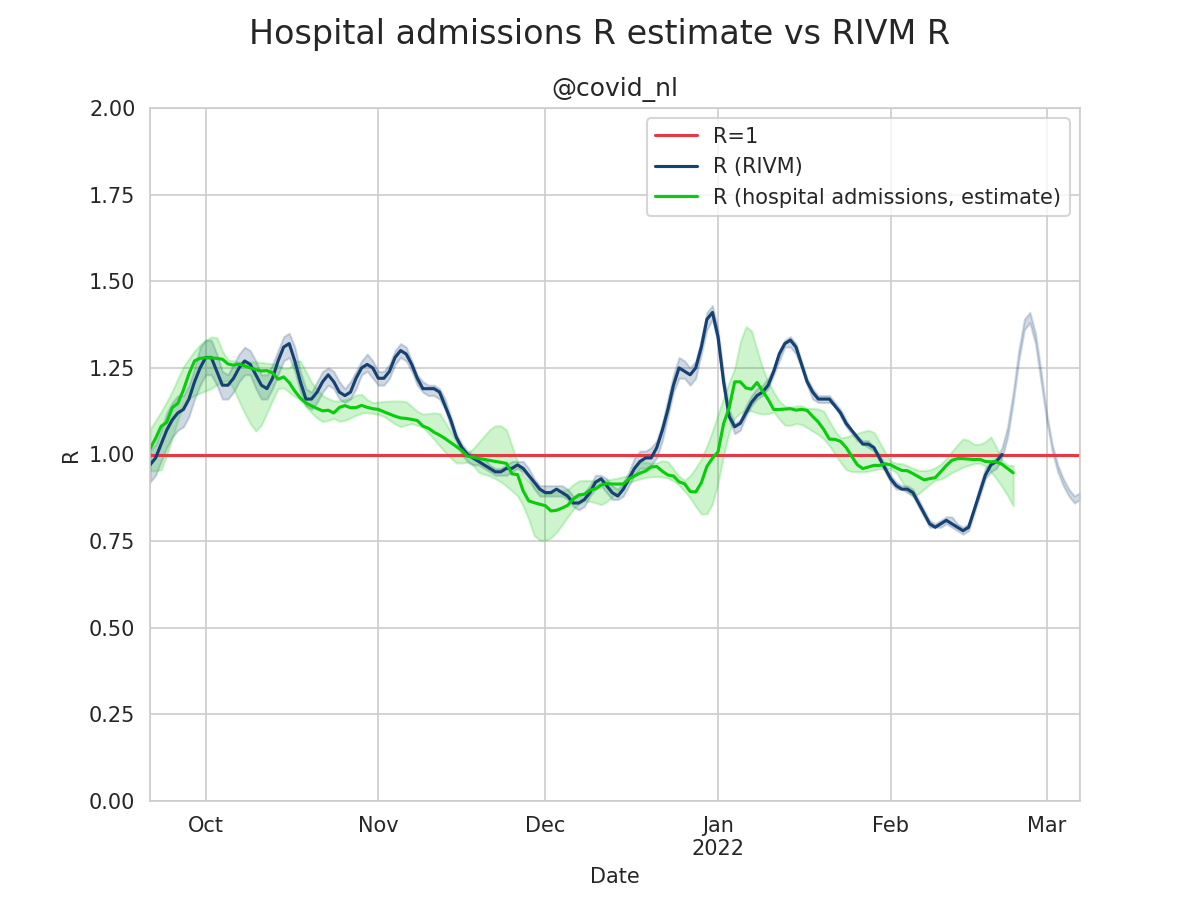 Hospital admissions R estimate vs RIVM R
@covid_nl
R=1
R (RIVM)
R (hospital admissions, estimate)
R
2.00
1.75
1.50
1.25
1.00
0.75
0.50
0.25
0.00
Oct
Nov
Dec
Jan
2022
Feb
Mar
Date